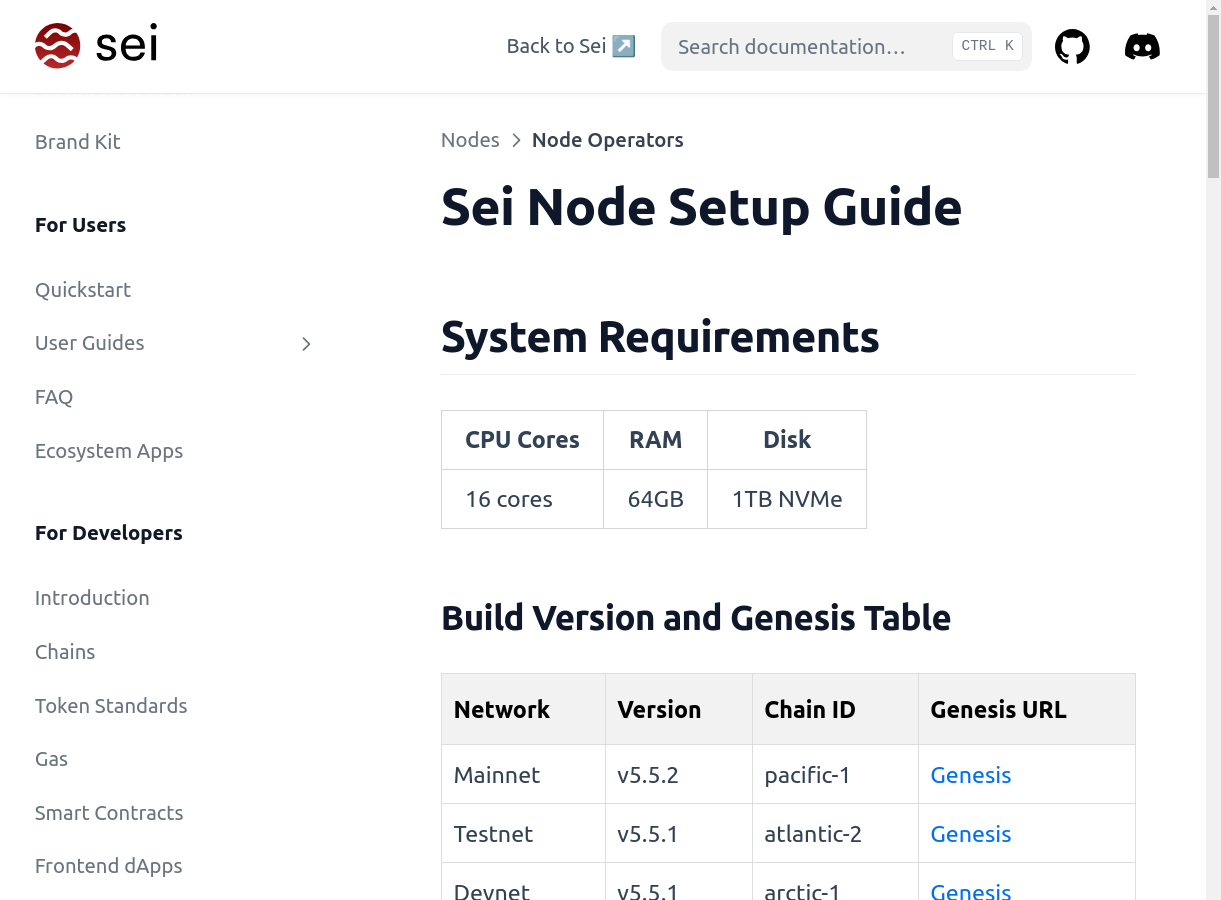 sei
Back to Sei ↗
Search documentation…
CTRL K
Brand Kit
For Users
Quickstart
User Guides
FAQ
Ecosystem Apps
For Developers
Introduction
Chains
Token Standards
Gas
Smart Contracts
Frontend dApps
Nodes > Node Operators
Sei Node Setup Guide
System Requirements
CPU Cores RAM Disk
16 cores 64GB 1TB NVMe
Build Version and Genesis Table
Network Version Chain ID Genesis URL
Mainnet v5.5.2 pacific-1 Genesis
Testnet v5.5.1 atlantic-2 Genesis
Devnet v5.5.1 arctic-1 Genesis